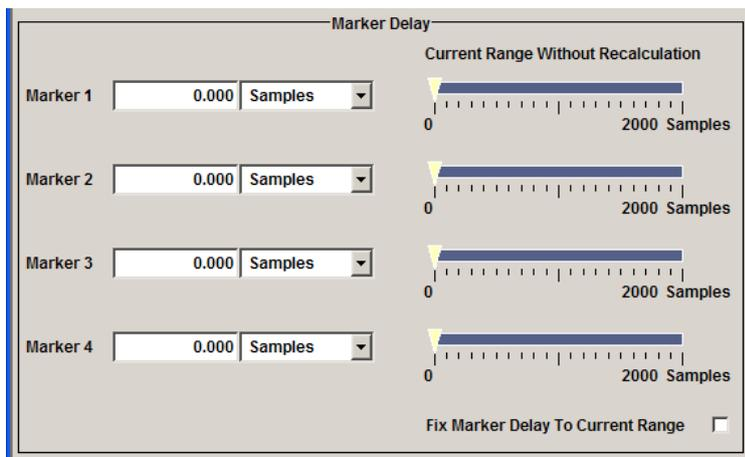 Marker Delay
Current Range Without Recalculation
Marker 1 0.000 Samples
0 2000 Samples
Marker 2 0.000 Samples
0 2000 Samples
Marker 3 0.000 Samples
0 2000 Samples
Marker 4 0.000 Samples
0 2000 Samples
Fix Marker Delay To Current Range